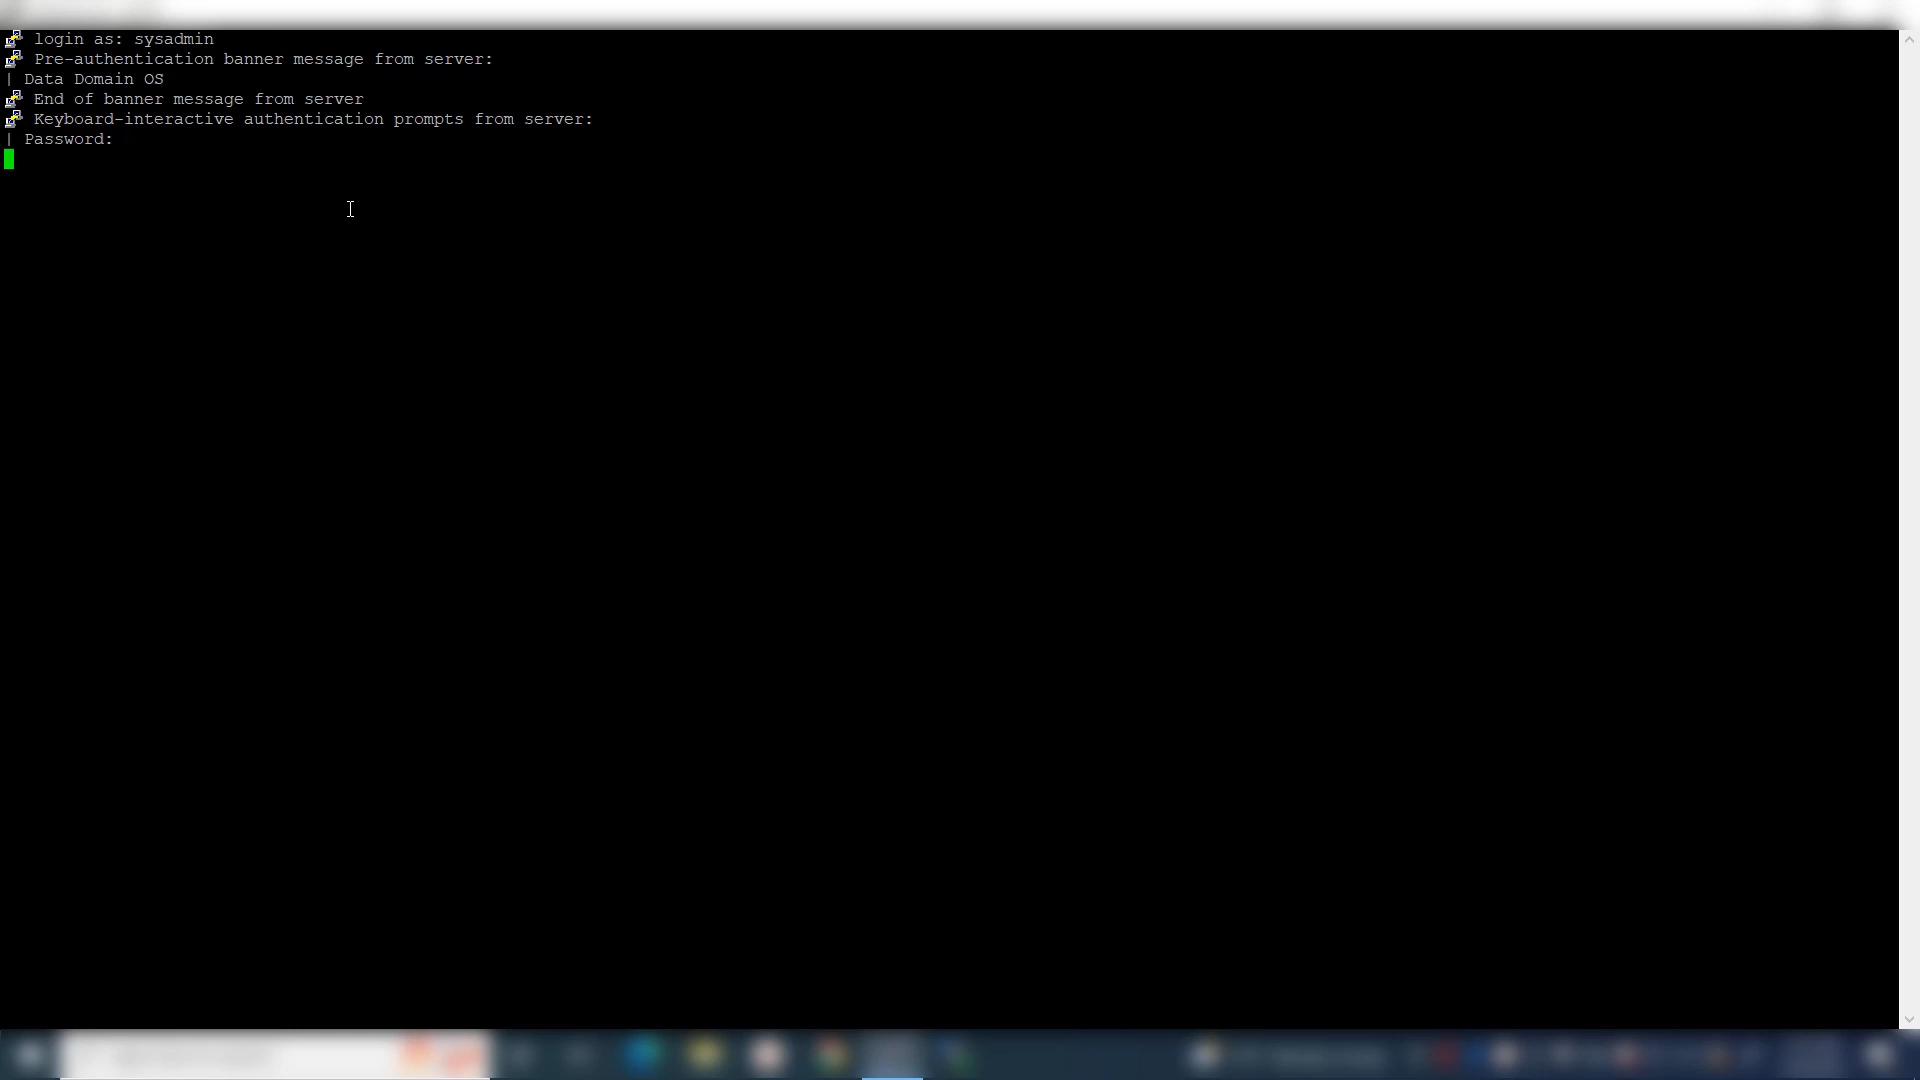 login as: sysadmin
Pre-authentication banner message from server:
| Data Domain OS
End of banner message from server
Keyboard-interactive authentication prompts from server:
| Password: